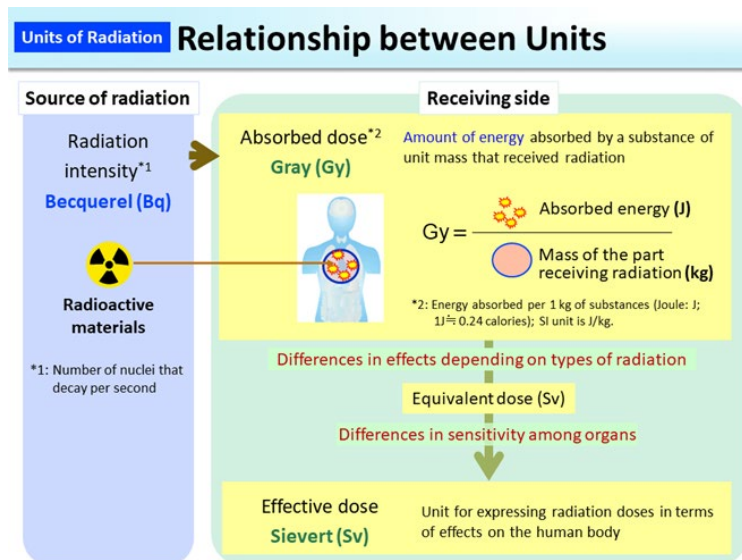 Units of Radiation
Relationship between Units
Source of radiation
Radiation
intensity*1
Becquerel (Bq)
Radioactive
materials
*1: Number of nuclei that
decay per second
Receiving side
Absorbed dose*2
Gray (Gy)
Amount of energy absorbed by a substance of
unit mass that received radiation
Gy =
Absorbed energy (J)
Mass of the part
receiving radiation (kg)
*2: Energy absorbed per 1 kg of substances (Joule: J;
1J≒0.24 calories); SI unit is J/kg.
Differences in effects depending on types of radiation
Equivalent dose (Sv)
Differences in sensitivity among organs
Effective dose
Sievert (Sv)
Unit for expressing radiation doses in terms
of effects on the human body